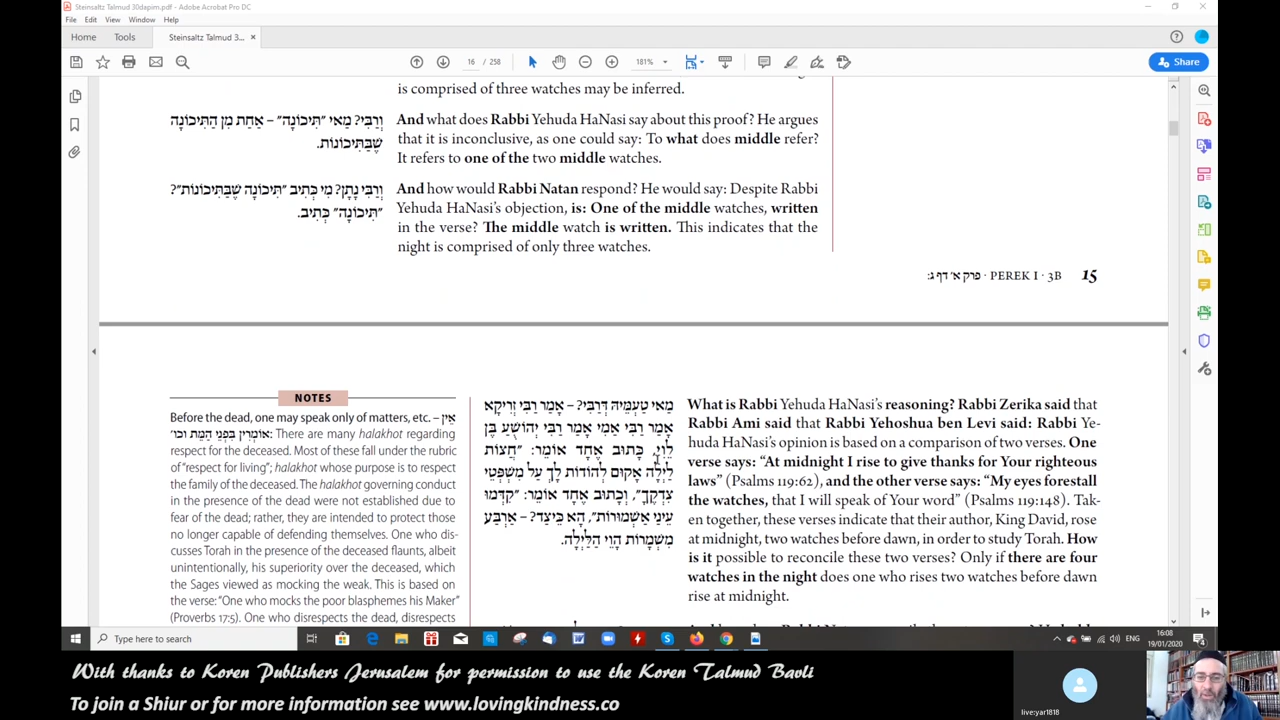 Steinsaltz Talmud 30dapim.pdf - Adobe Acrobat Pro DC
File Edit View Window Help
Home Tools Steinsaltz Talmud 3... ×
16 / 258 181% Share
is comprised of three watches may be inferred.
וְרַבִּי? מַאי ״תִּיכוֹנָה״ – אַחַת מִן הַתִּיכוֹנָה
שֶׁבַּתִּיכוֹנוֹת.
And what does Rabbi Yehuda HaNasi say about this proof? He argues
that it is inconclusive, as one could say: To what does middle refer?
It refers to one of the two middle watches.
וְרַבִּי נָתָן? מִי כְּתִיב ״תִּיכוֹנָה שֶׁבַּתִּיכוֹנוֹת״?
״תִּיכוֹנָה״ כְּתִיב.
And how would Rabbi Natan respond? He would say: Despite Rabbi
Yehuda HaNasi's objection, is: One of the middle watches, written
in the verse? The middle watch is written. This indicates that the
night is comprised of only three watches.
פרק א׳ דף ג: · PEREK I · 3B 15
NOTES
Before the dead, one may speak only of matters, etc. – אֵין
אוֹמְרִין בִּפְנֵי הַמֵּת וכו׳: There are many halakhot regarding
respect for the deceased. Most of these fall under the
rubric of "respect for living"; halakhot whose purpose is to respect
the family of the deceased. The halakhot governing conduct
in the presence of the dead were not established due to
fear of the dead; rather, they are intended to protect those
no longer capable of defending themselves. One who dis-
cusses Torah in the presence of the deceased flaunts, albeit
unintentionally, his superiority over the deceased, which
the Sages viewed as mocking the weak. This is based on
the verse: "One who mocks the poor blasphemes his Maker"
(Proverbs 17:5). One who disrespects the dead, disrespects
מַאי טַעְמֵיהּ דְּרַבִּי? – אָמַר רַבִּי זְרִיקָא
אָמַר רַבִּי אַמִּי אָמַר רַבִּי יְהוֹשֻׁעַ בֶּן
לֵוִי, כָּתוּב אֶחָד אוֹמֵר: ״חֲצוֹת
לַיְלָה אָקוּם לְהוֹדוֹת לָךְ עַל מִשְׁפְּטֵי
צִדְקֶךָ״, וְכָתוּב אֶחָד אוֹמֵר: ״קִדְּמוּ
עֵינַי אַשְׁמוּרוֹת״, הָא כֵּיצַד? – אַרְבַּע
מִשְׁמָרוֹת הָוֵי הַלַּיְלָה.
What is Rabbi Yehuda HaNasi's reasoning? Rabbi Zerika said that
Rabbi Ami said that Rabbi Yehoshua ben Levi said: Rabbi Ye-
huda HaNasi's opinion is based on a comparison of two verses. One
verse says: "At midnight I rise to give thanks for Your righteous
laws" (Psalms 119:62), and the other verse says: "My eyes forestall
the watches, that I will speak of Your word" (Psalms 119:148). Tak-
en together, these verses indicate that their author, King David, rose
at midnight, two watches before dawn, in order to study Torah. How
is it possible to reconcile these two verses? Only if there are four
watches in the night does one who rises two watches before dawn
rise at midnight.
Type here to search
ENG
16:08
19/01/2020
With thanks to Koren Publishers Jerusalem for permission to use the Koren Talmud Bavli
To join a Shiur or for more information see www.lovingkindness.co
live:yar1818